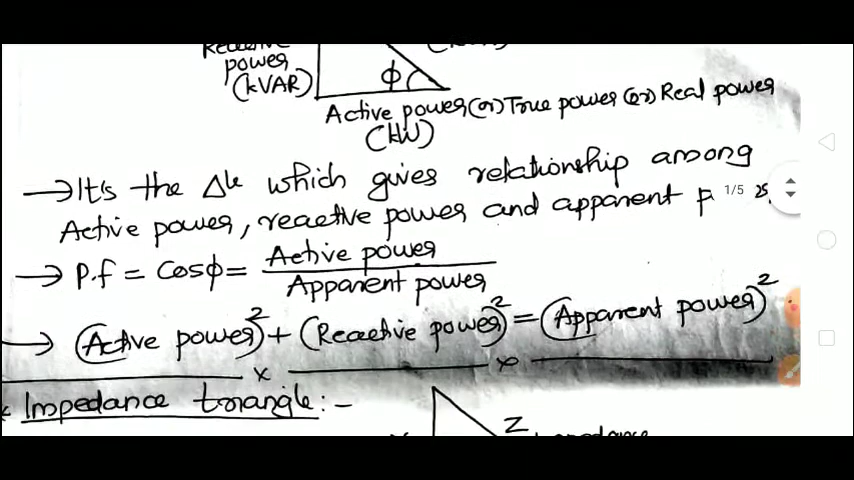 Reactive
power
(kVAR)
ϕ
Active power (or) True power (or) Real power
(kW)
→ It's the Δle which gives relationship among
Active power, reactive power and apparent p
1/5
→ P.f = cosϕ = Active power
Apparent power
→ (Active power)² + (Reactive power)² = (Apparent power)²
x x
* Impedance triangle:-
Z